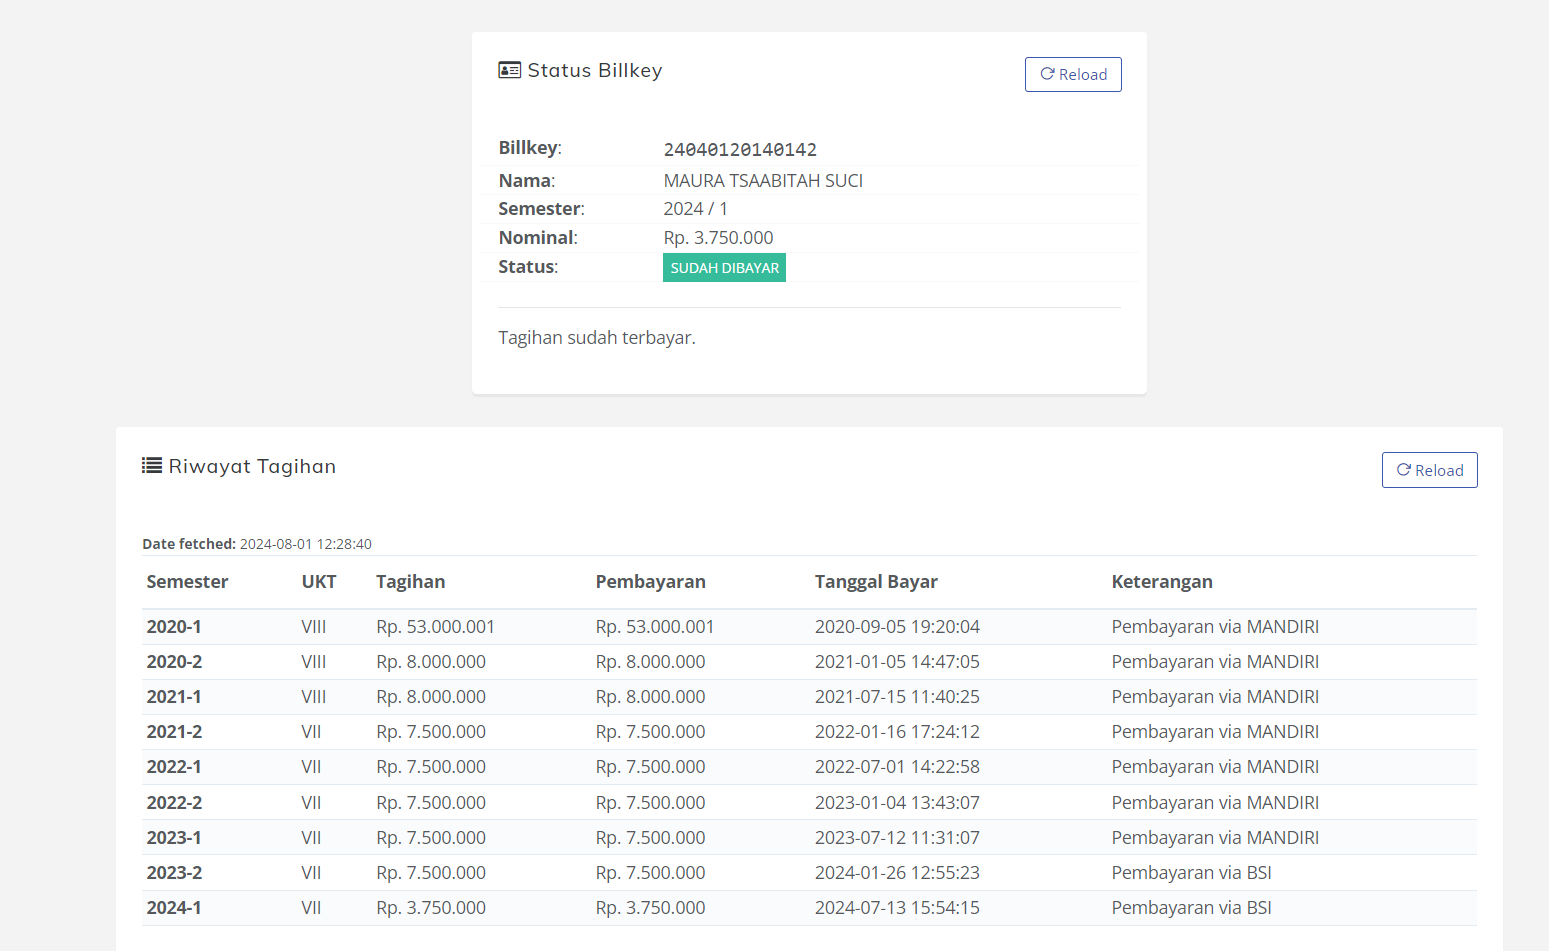 Status Billkey
Reload
Billkey: 24040120140142
Nama: MAURA TSAABITAH SUCI
Semester: 2024 / 1
Nominal: Rp. 3.750.000
Status: SUDAH DIBAYAR
Tagihan sudah terbayar.
Riwayat Tagihan
Reload
Date fetched: 2024-08-01 12:28:40
Semester UKT Tagihan Pembayaran Tanggal Bayar Keterangan
2020-1 VIII Rp. 53.000.001 Rp. 53.000.001 2020-09-05 19:20:04 Pembayaran via MANDIRI
2020-2 VIII Rp. 8.000.000 Rp. 8.000.000 2021-01-05 14:47:05 Pembayaran via MANDIRI
2021-1 VIII Rp. 8.000.000 Rp. 8.000.000 2021-07-15 11:40:25 Pembayaran via MANDIRI
2021-2 VII Rp. 7.500.000 Rp. 7.500.000 2022-01-16 17:24:12 Pembayaran via MANDIRI
2022-1 VII Rp. 7.500.000 Rp. 7.500.000 2022-07-01 14:22:58 Pembayaran via MANDIRI
2022-2 VII Rp. 7.500.000 Rp. 7.500.000 2023-01-04 13:43:07 Pembayaran via MANDIRI
2023-1 VII Rp. 7.500.000 Rp. 7.500.000 2023-07-12 11:31:07 Pembayaran via MANDIRI
2023-2 VII Rp. 7.500.000 Rp. 7.500.000 2024-01-26 12:55:23 Pembayaran via BSI
2024-1 VII Rp. 3.750.000 Rp. 3.750.000 2024-07-13 15:54:15 Pembayaran via BSI